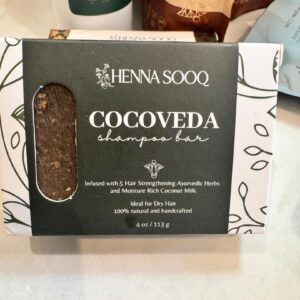 HENNA SOOQ
COCOVEDA
shampoo bar
Infused with 5 Hair Strengthening Ayurvedic Herbs
and Moisture Rich Coconut Milk
Ideal for Dry Hair
100% natural and handcrafted
4 oz / 113 g